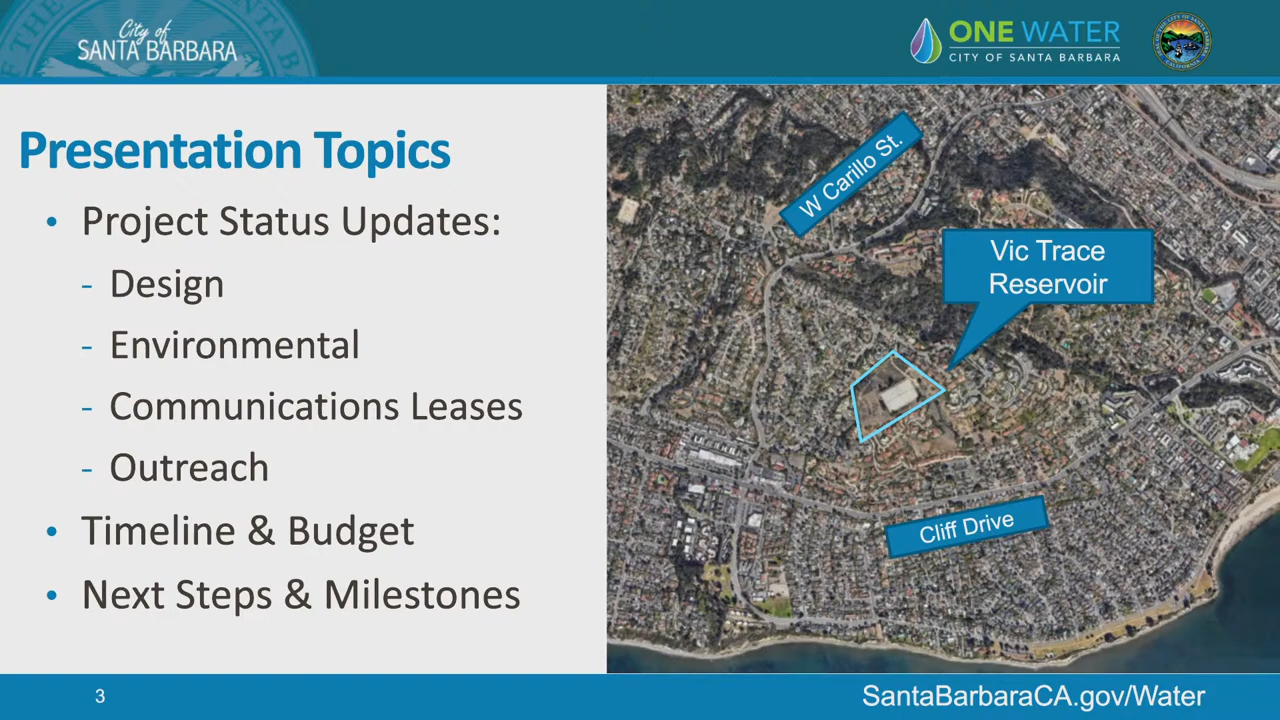 City of
SANTA BARBARA
ONE WATER
CITY OF SANTA BARBARA
Presentation Topics
• Project Status Updates:
- Design
- Environmental
- Communications Leases
- Outreach
• Timeline & Budget
• Next Steps & Milestones
W Carillo St.
Vic Trace
Reservoir
Cliff Drive
3
SantaBarbaraCA.gov/Water